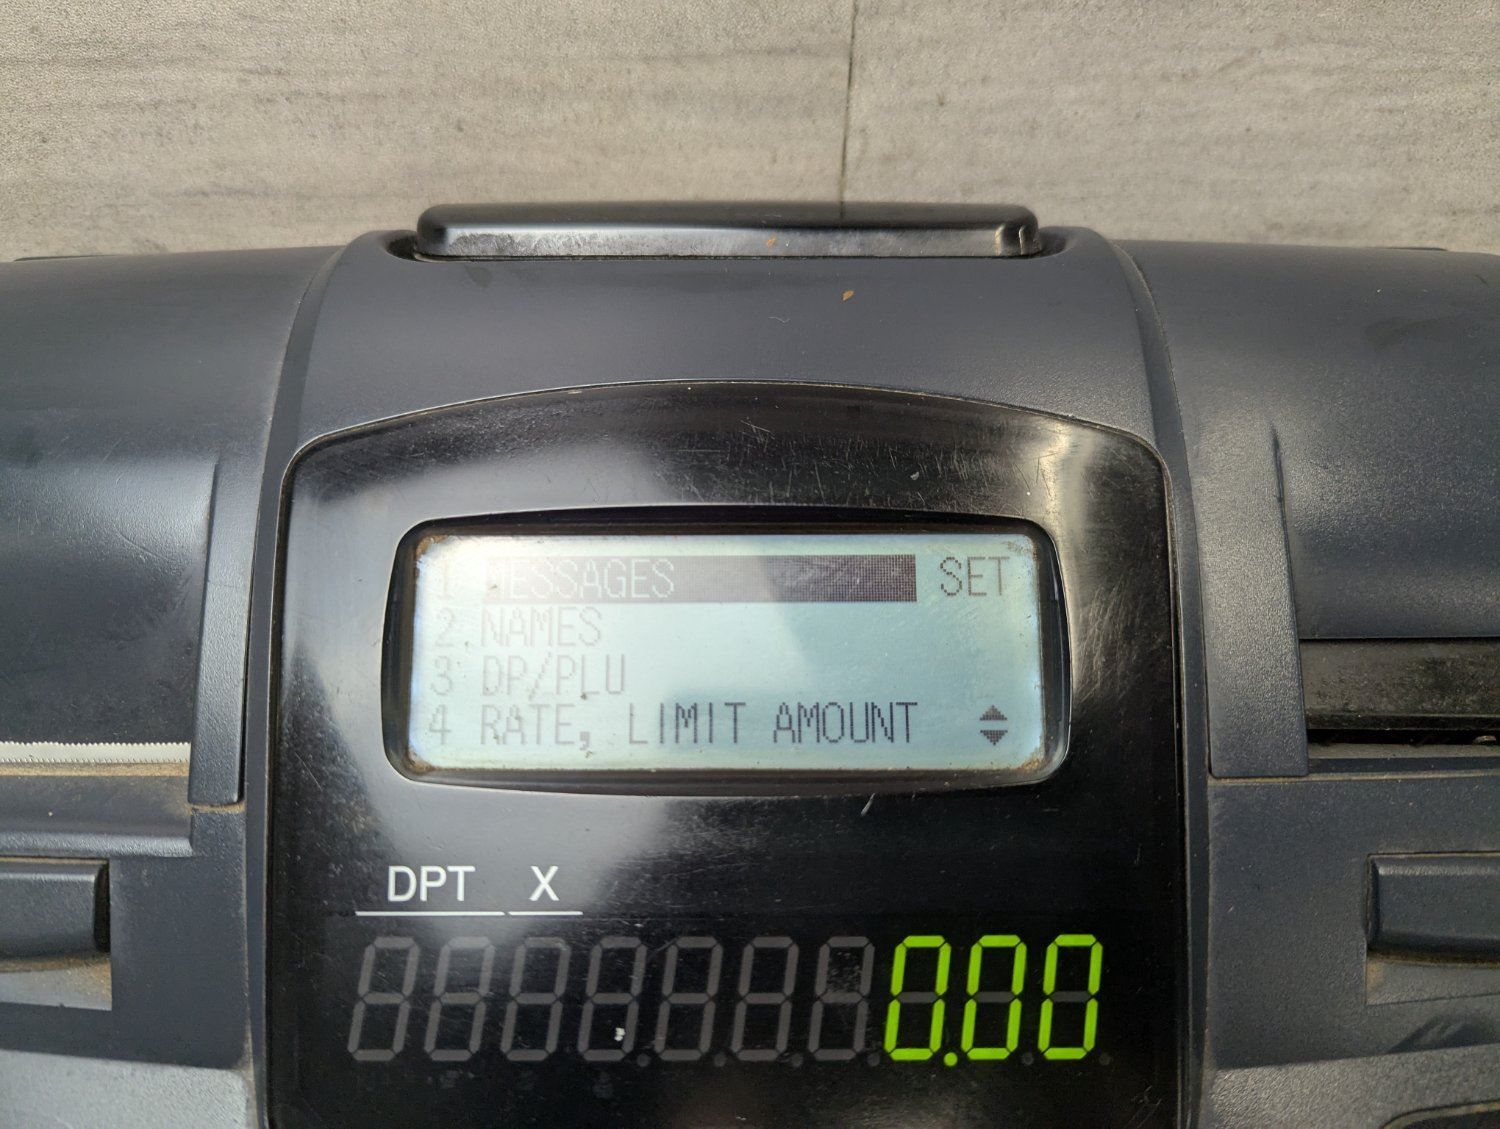 1 MESSAGES SET
2 NAMES
3 DP/PLU
4 RATE, LIMIT AMOUNT
DPT X
0.00